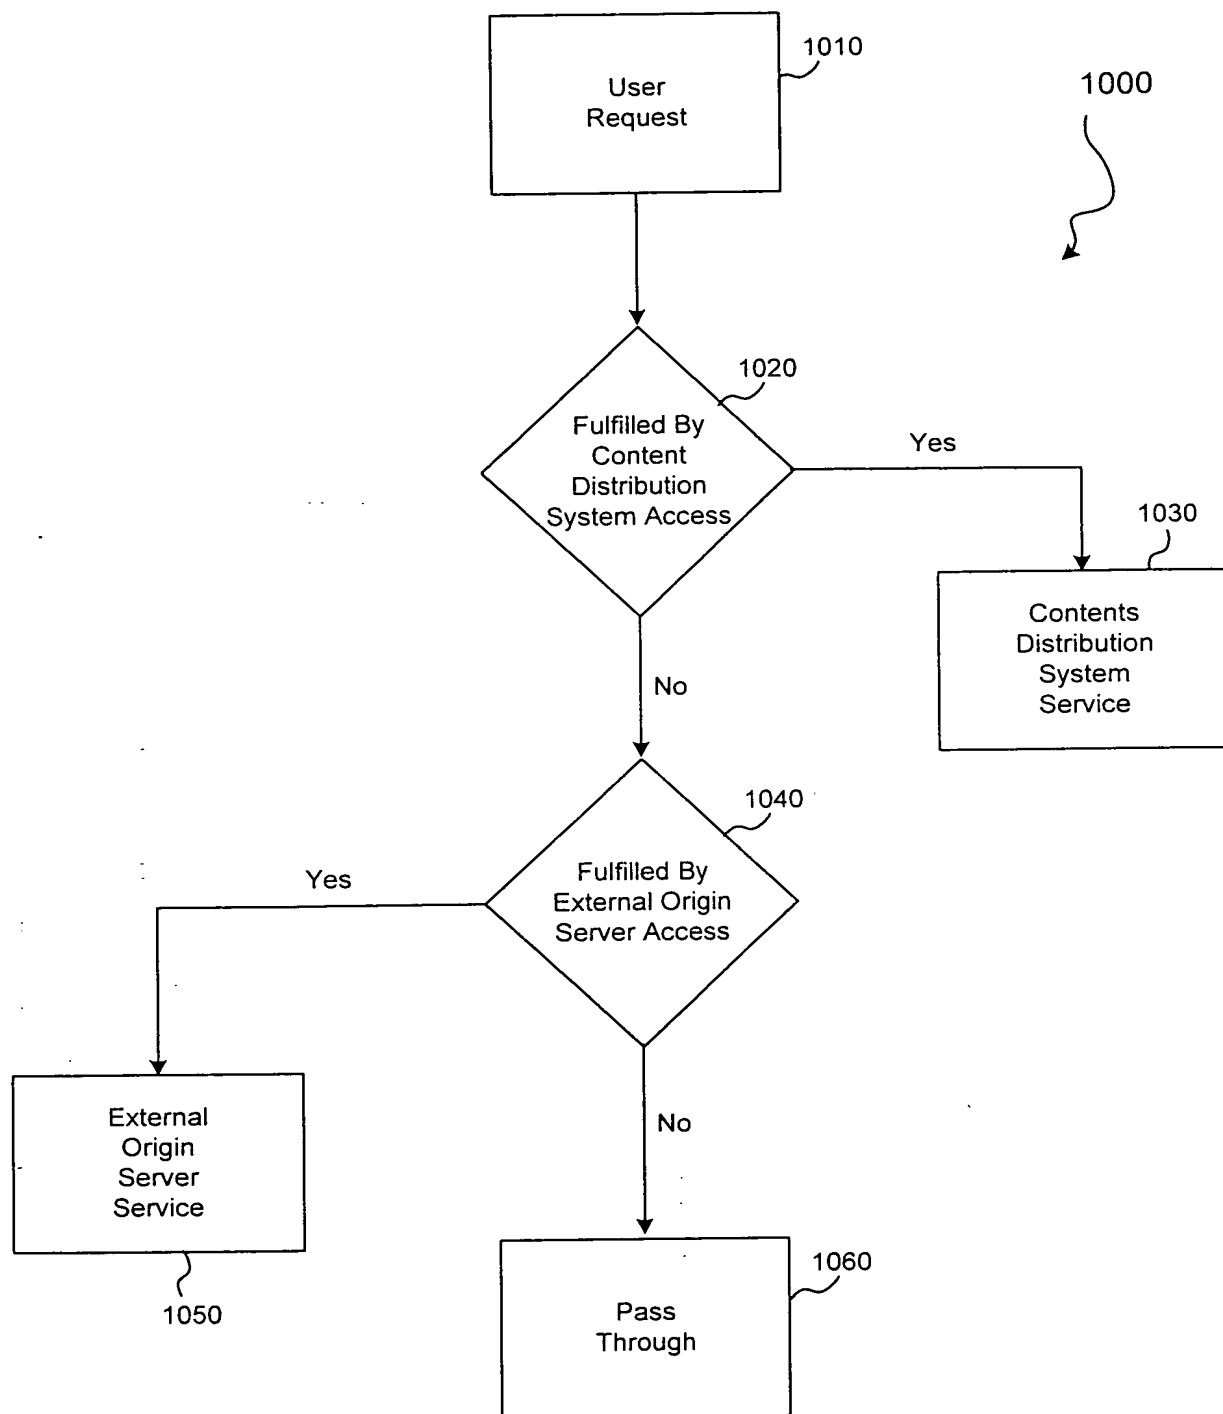 User
Request
1010
1000
1020
Fulfilled By
Content
Distribution
System Access
Yes
1030
Contents
Distribution
System
Service
No
1040
Fulfilled By
External Origin
Server Access
Yes
External
Origin
Server
Service
1050
No
1060
Pass
Through